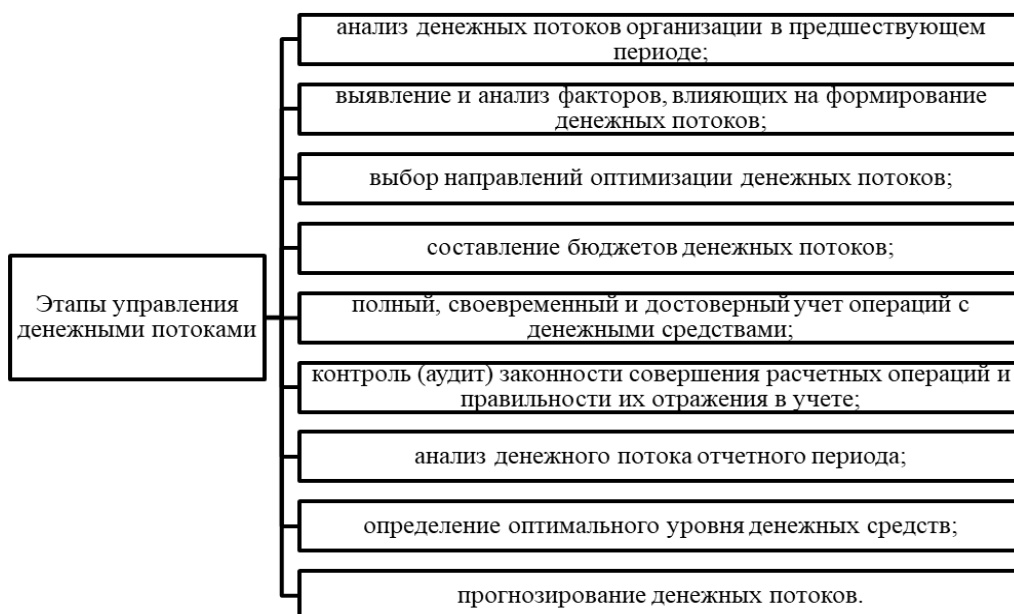 Этапы управления
денежными потоками
анализ денежных потоков организации в предшествующем
периоде;
выявление и анализ факторов, влияющих на формирование
денежных потоков;
выбор направлений оптимизации денежных потоков;
составление бюджетов денежных потоков;
полный, своевременный и достоверный учет операций с
денежными средствами;
контроль (аудит) законности совершения расчетных операций и
правильности их отражения в учете;
анализ денежного потока отчетного периода;
определение оптимального уровня денежных средств;
прогнозирование денежных потоков.